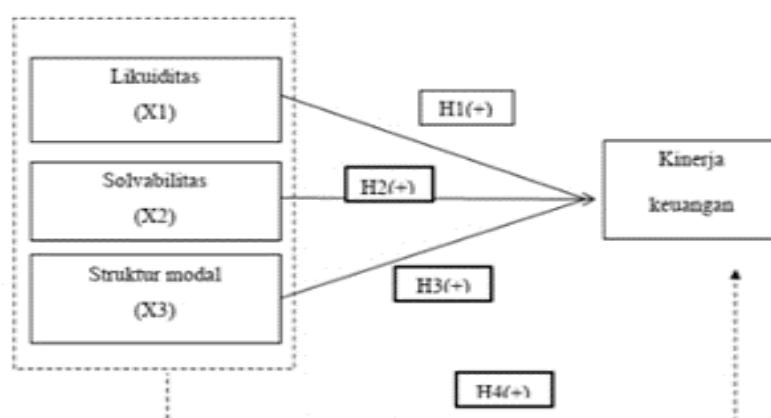 Likuiditas
(X1)
H1(+)
Solvabilitas
(X2)
H2(+)
Kinerja
keuangan
Struktur modal
(X3)
H3(+)
H4(+)